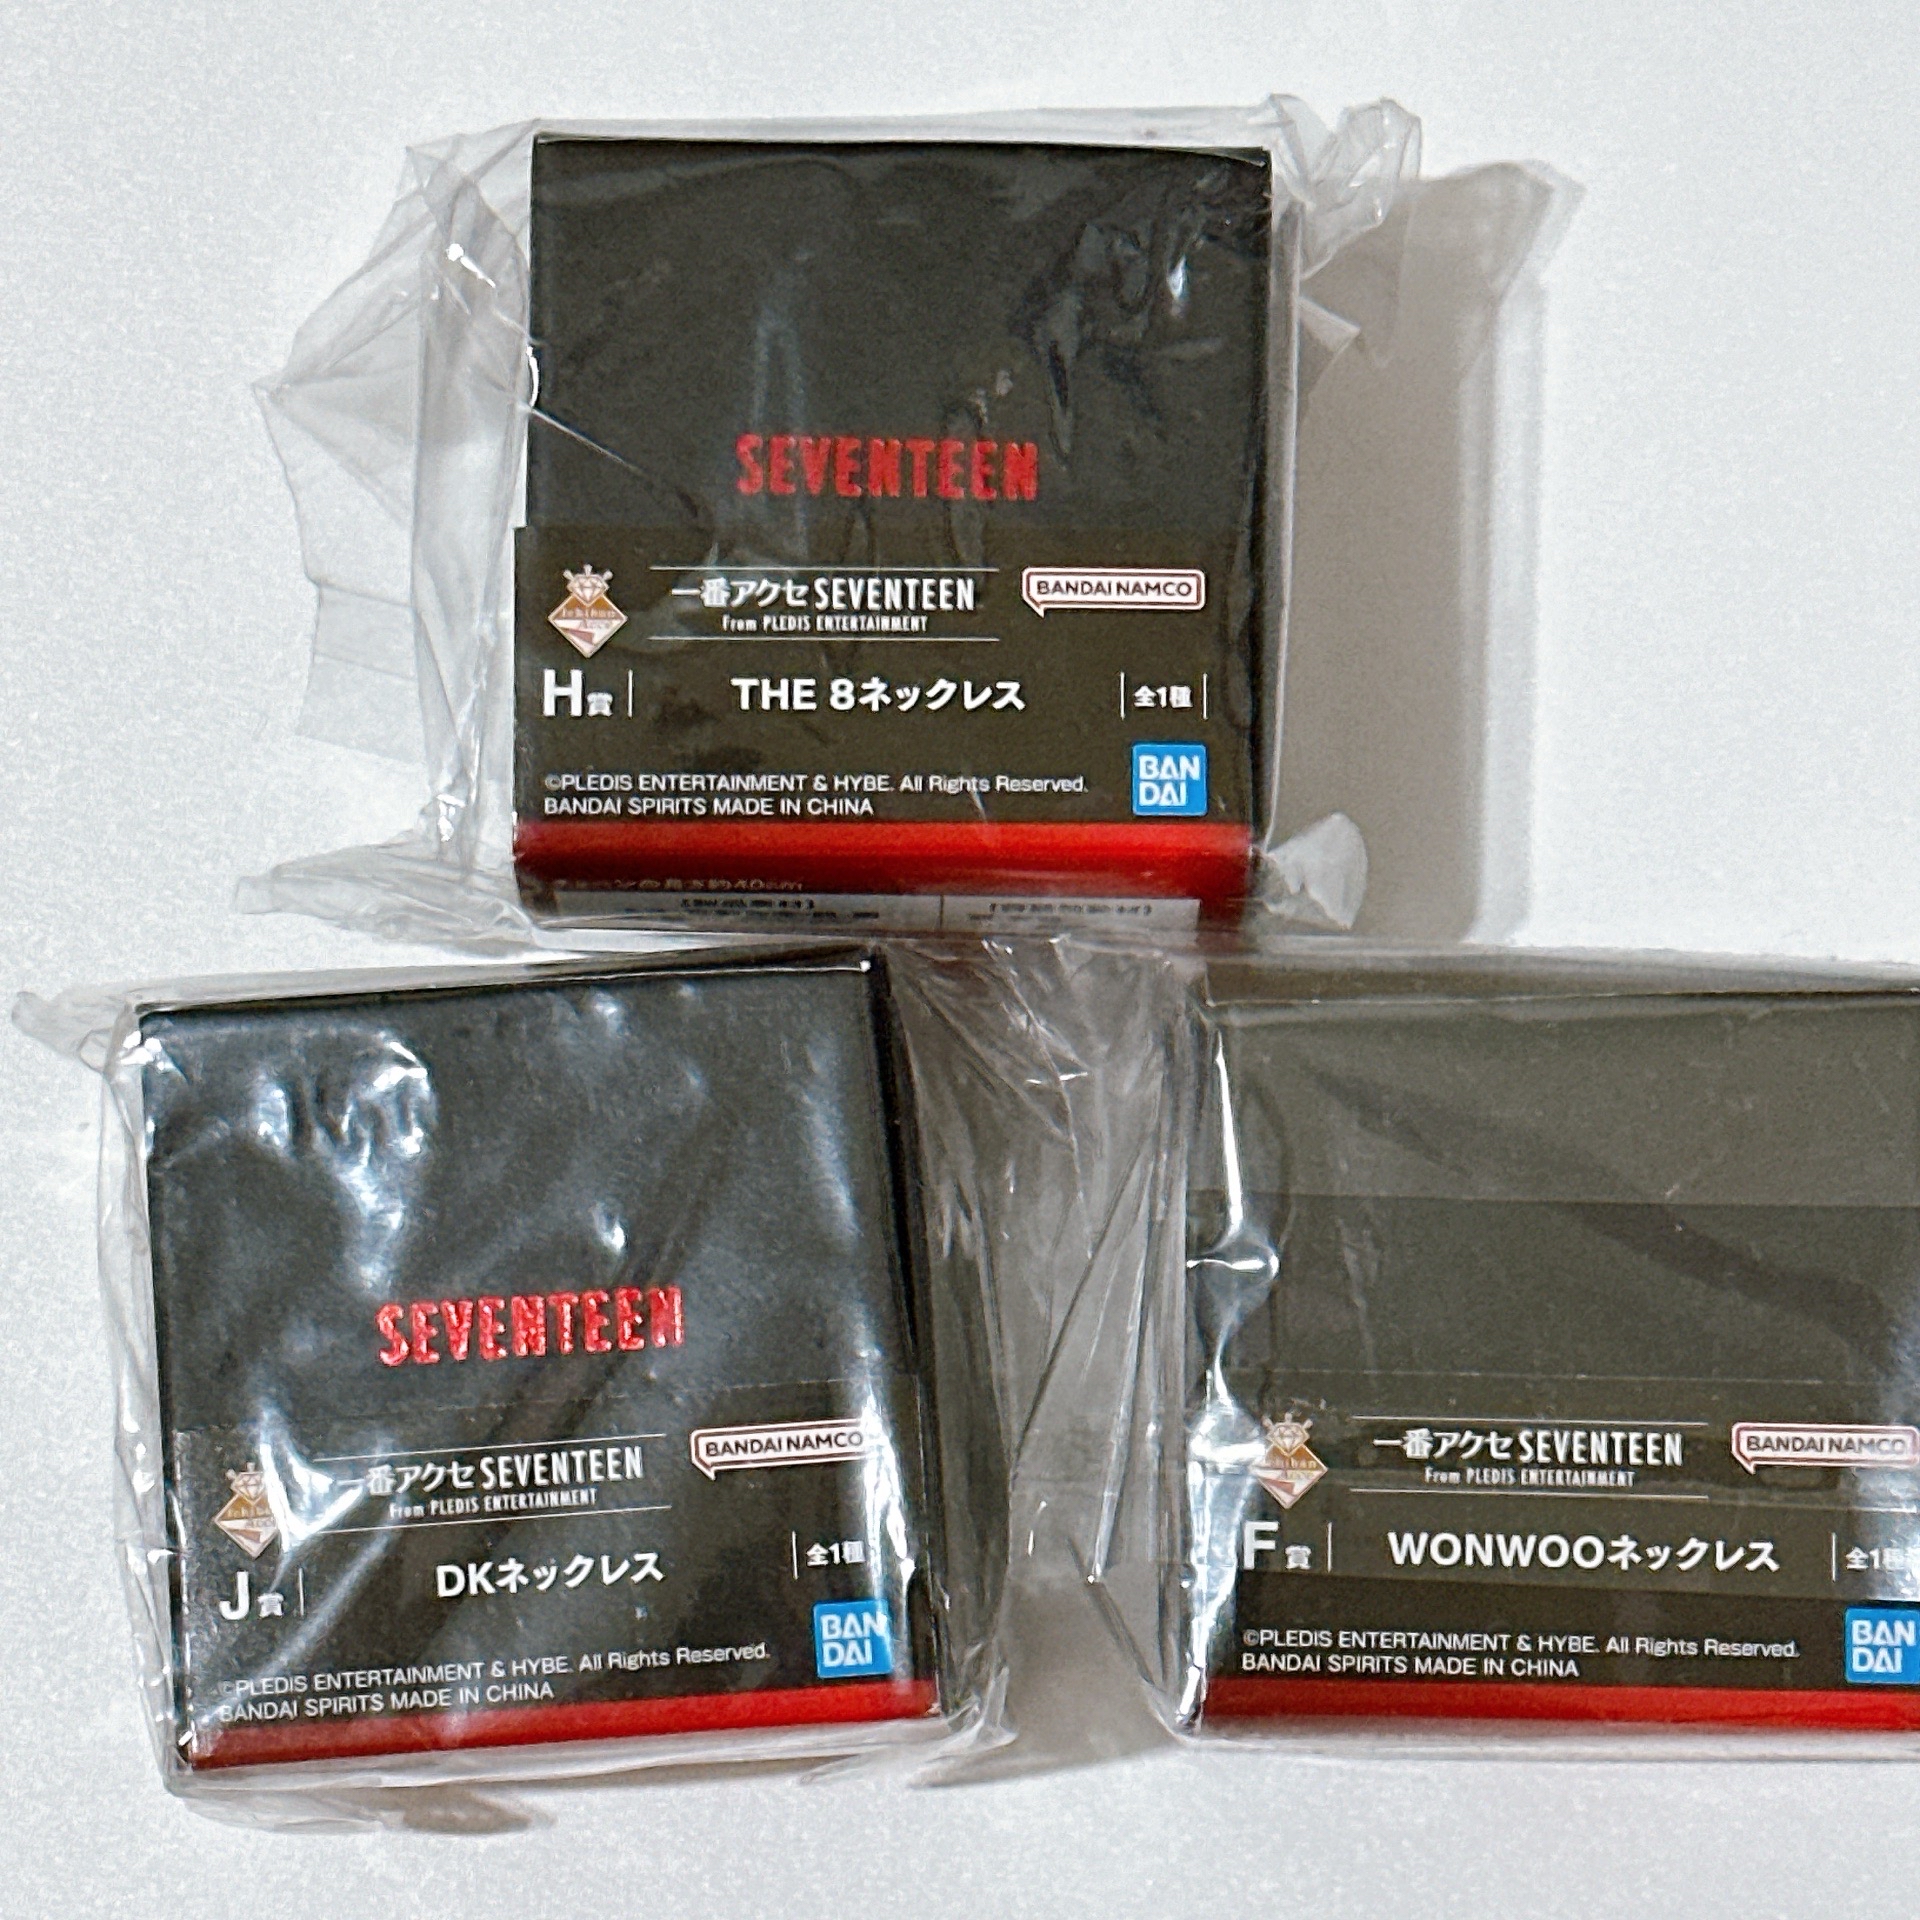 SEVENTEEN
Ichiban
Acce
一番アクセ SEVENTEEN
From PLEDIS ENTERTAINMENT
BANDAI NAMCO
H賞
THE 8ネックレス
全1種
©PLEDIS ENTERTAINMENT & HYBE. All Rights Reserved.
BANDAI SPIRITS MADE IN CHINA
BAN
DAI
SEVENTEEN
Ichiban
Acce
一番アクセ SEVENTEEN
From PLEDIS ENTERTAINMENT
BANDAI NAMCO
J賞
DKネックレス
全1種
©PLEDIS ENTERTAINMENT & HYBE. All Rights Reserved.
BANDAI SPIRITS MADE IN CHINA
BAN
DAI
Ichiban
Acce
一番アクセ SEVENTEEN
From PLEDIS ENTERTAINMENT
BANDAI NAMCO
F賞
WONWOOネックレス
全1種
©PLEDIS ENTERTAINMENT & HYBE. All Rights Reserved.
BANDAI SPIRITS MADE IN CHINA
BAN
DAI